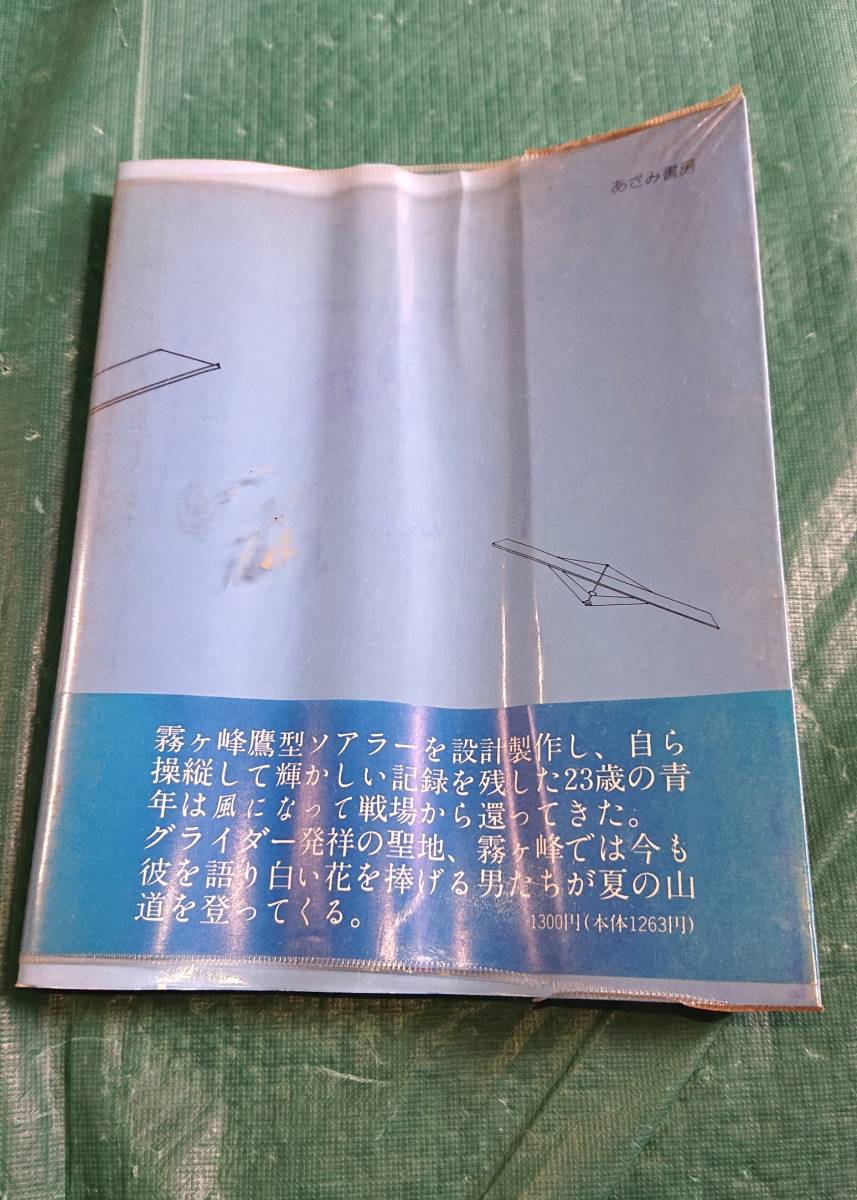 あざみ書房
霧ヶ峰鷹型ソアラーを設計製作し、自ら
操縦して輝かしい記録を残した23歳の青
年は風になって戦場から還ってきた。
グライダー発祥の聖地、霧ヶ峰では今も
彼を語り白い花を捧げる男たちが夏の山
道を登ってくる。
1300円(本体1263円)